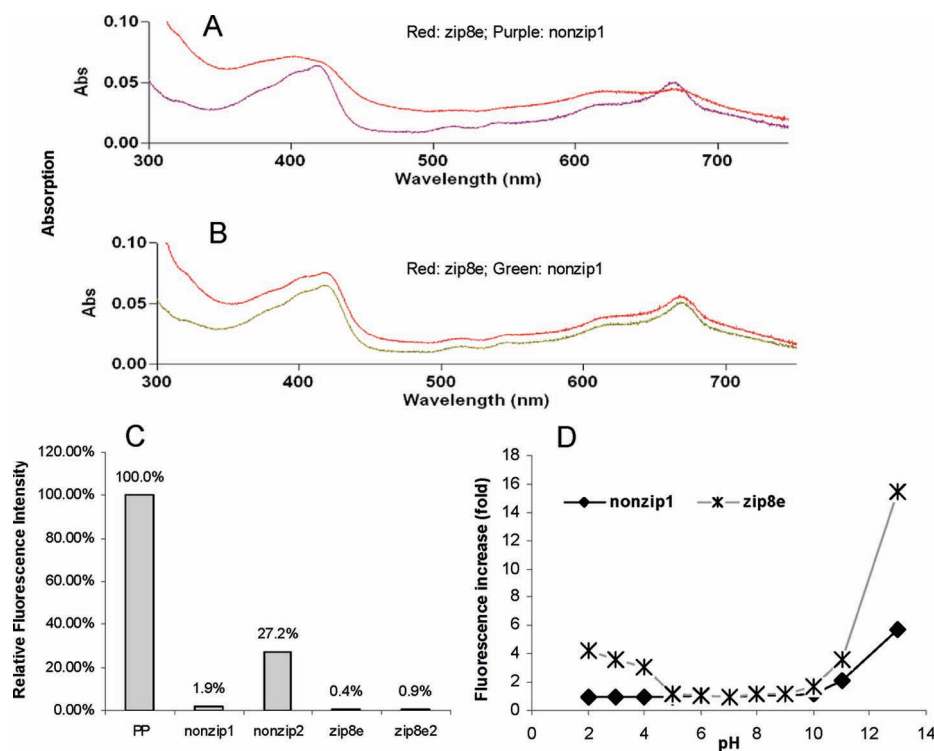 Absorption
A
Red: zip8e; Purple: nonzip1
0.10
0.05
0.00
Abs
300 400 500 600 700
Wavelength (nm)
B
Red: zip8e; Green: nonzip1
0.10
0.05
0.00
Abs
300 400 500 600 700
Wavelength (nm)
C
Relative Fluorescence Intensity
120.00%
100.00%
80.00%
60.00%
40.00%
20.00%
0.00%
100.0%
1.9%
27.2%
0.4%
0.9%
PP nonzip1 nonzip2 zip8e zip8e2
D
Fluorescence increase (fold)
18
16
14
12
10
8
6
4
2
0
nonzip1 zip8e
0 2 4 6 8 10 12 14
pH